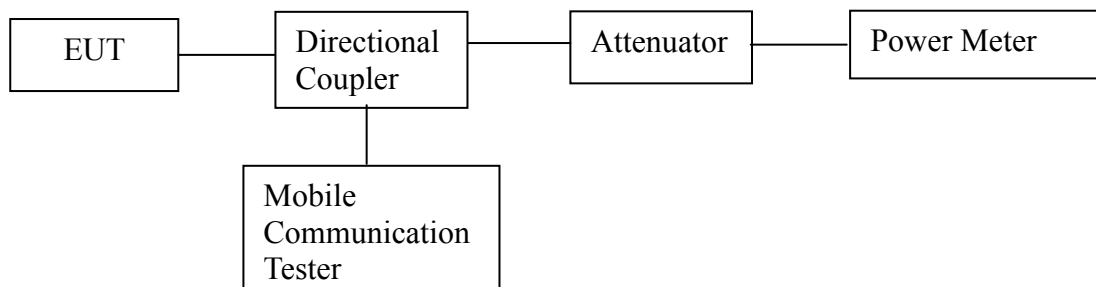 EUT
Directional
Coupler
Attenuator
Power Meter
Mobile
Communication
Tester